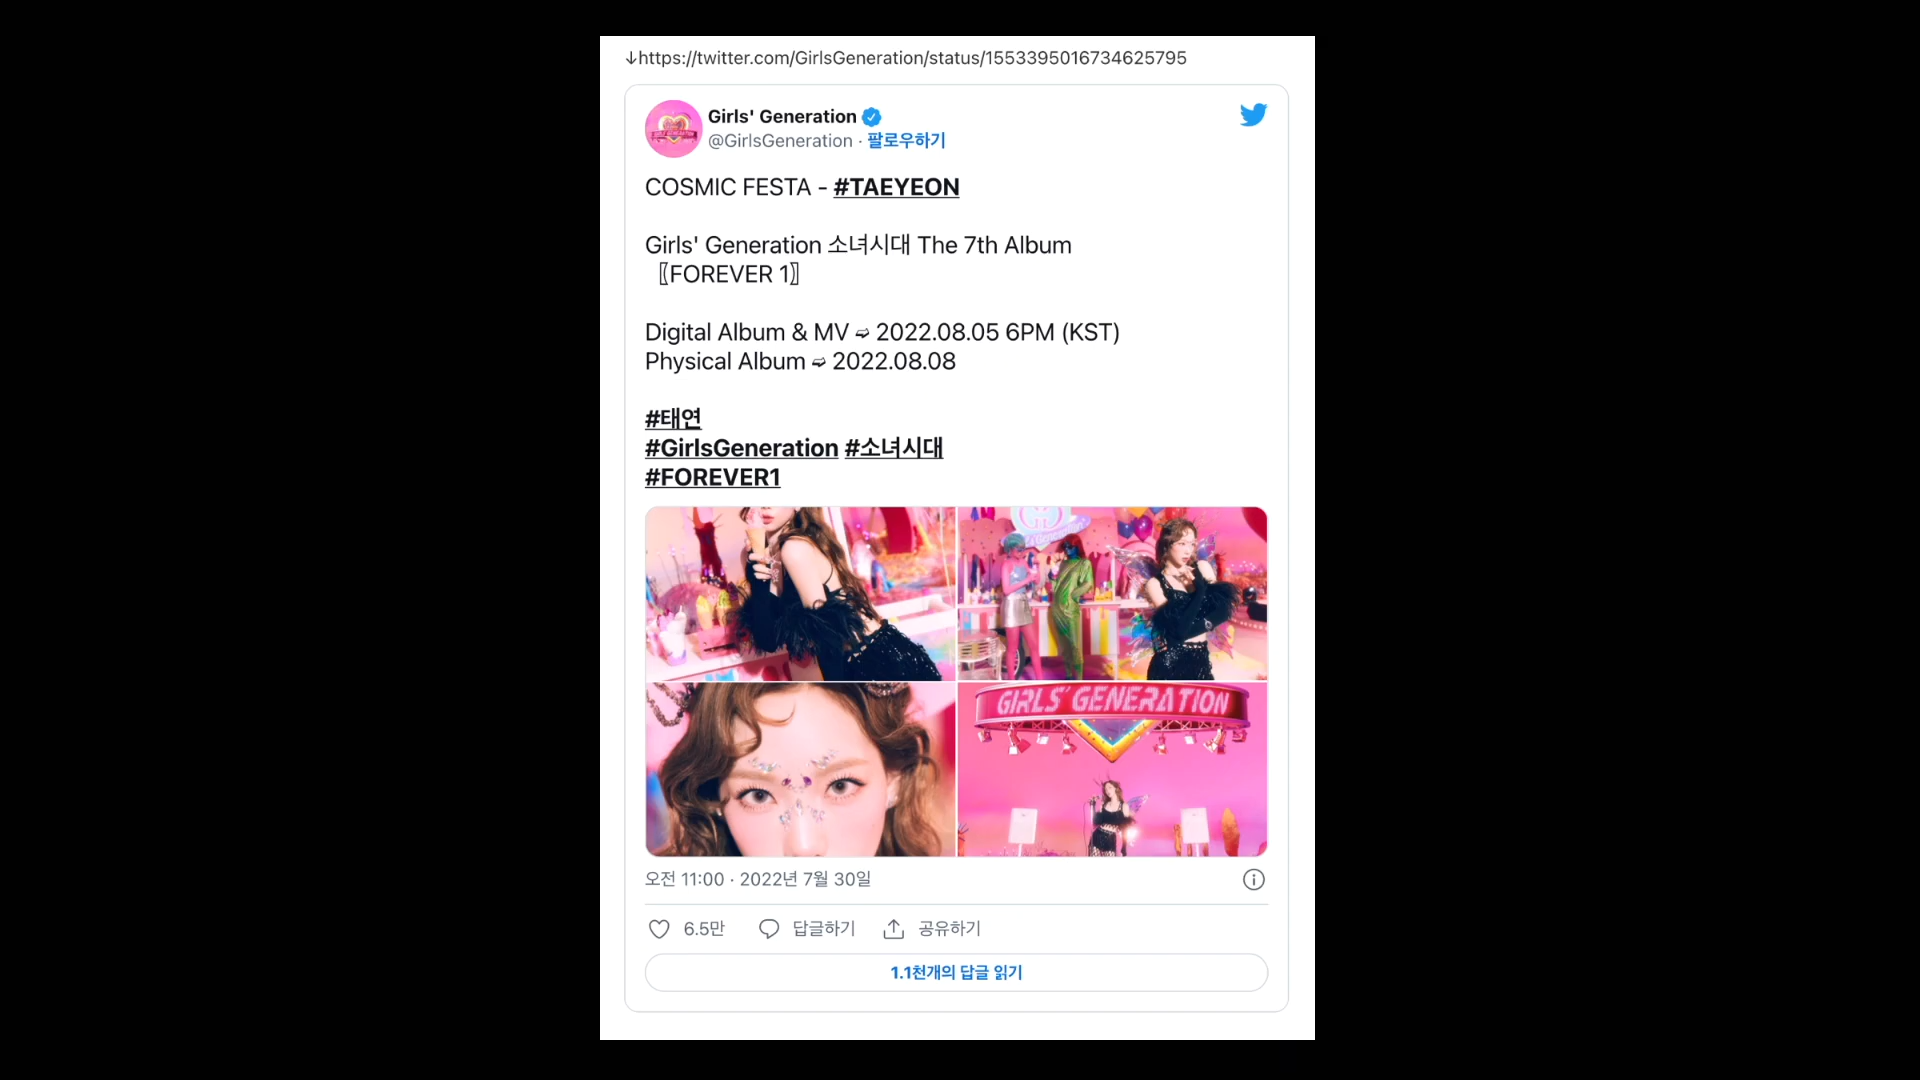 ↓https://twitter.com/GirlsGeneration/status/1553395016734625795
Girls' Generation
@GirlsGeneration · 팔로우하기
COSMIC FESTA - #TAEYEON
Girls' Generation 소녀시대 The 7th Album
〖FOREVER 1〗
Digital Album & MV ➫ 2022.08.05 6PM (KST)
Physical Album ➫ 2022.08.08
#태연
#GirlsGeneration #소녀시대
#FOREVER1
GIRLS' GENERATION
오전 11:00 · 2022년 7월 30일
6.5만 답글하기 공유하기
1.1천개의 답글 읽기